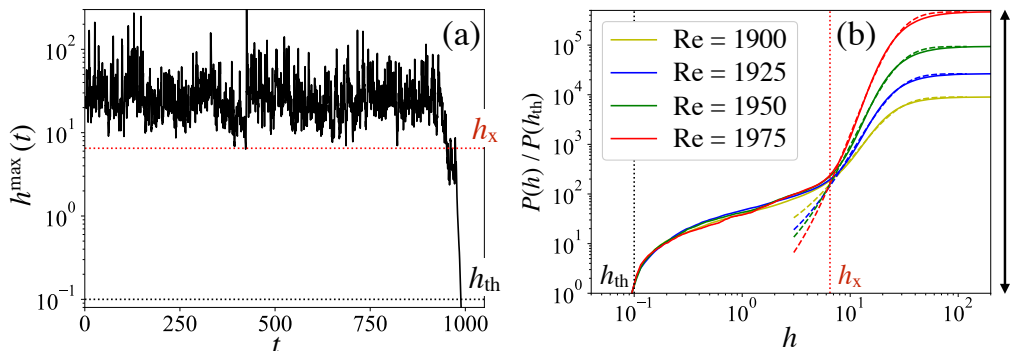 (a)
h^max(t)
10^2
10^1
10^0
10^−1
h_x
h_th
0 250 500 750 1000
t
(b)
Re = 1900
Re = 1925
Re = 1950
Re = 1975
P(h) / P(h_th)
10^5
10^4
10^3
10^2
10^1
10^0
h_th
h_x
10^−1 10^0 10^1 10^2
h